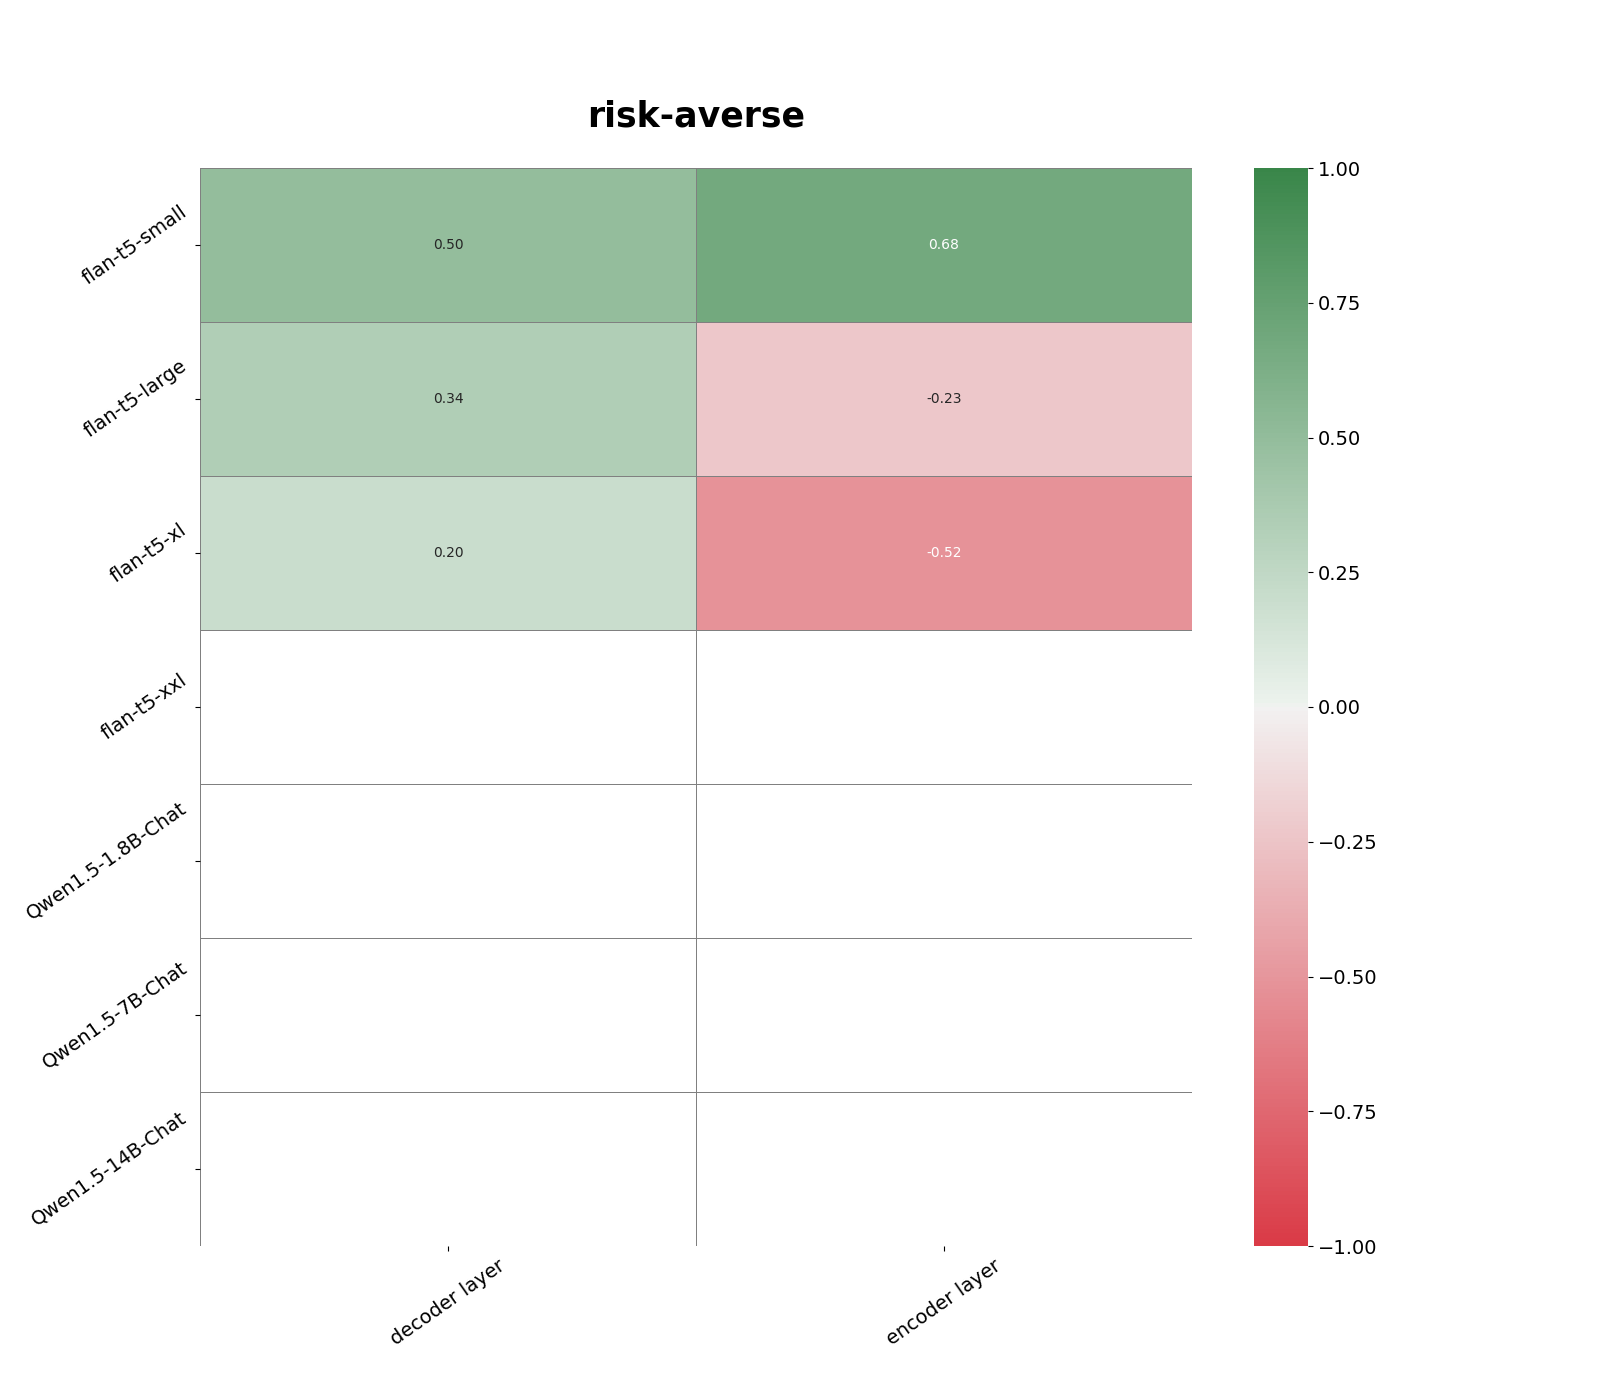 risk-averse
flan-t5-small
0.50
0.68
flan-t5-large
0.34
-0.23
flan-t5-xl
0.20
-0.52
flan-t5-xxl
Qwen1.5-1.8B-Chat
Qwen1.5-7B-Chat
Qwen1.5-14B-Chat
decoder layer
encoder layer
1.00
0.75
0.50
0.25
0.00
−0.25
−0.50
−0.75
−1.00